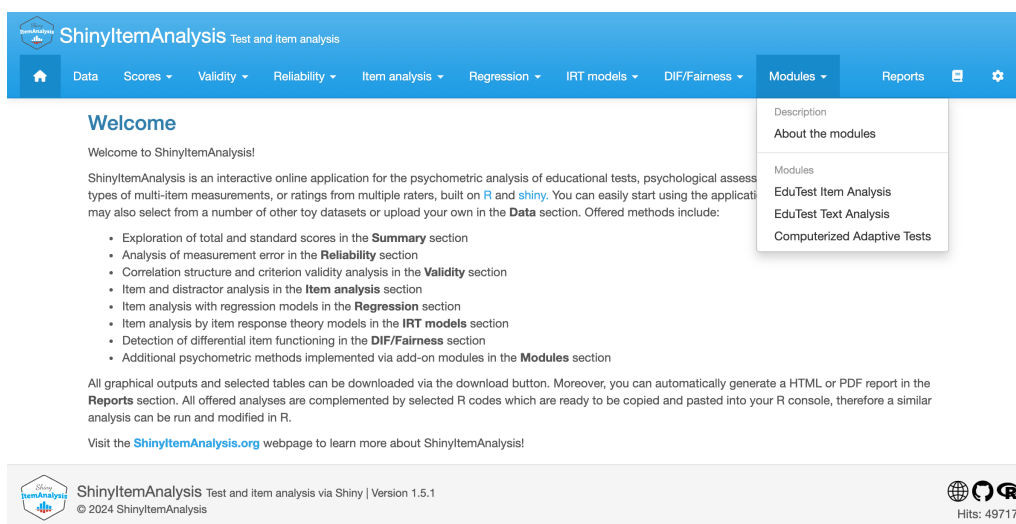 ShinyItemAnalysis Test and item analysis
Data Scores Validity Reliability Item analysis Regression IRT models DIF/Fairness Modules Reports
Description
About the modules
Modules
EduTest Item Analysis
EduTest Text Analysis
Computerized Adaptive Tests
Welcome
Welcome to ShinyItemAnalysis!
ShinyItemAnalysis is an interactive online application for the psychometric analysis of educational tests, psychological
types of multi-item measurements, or ratings from multiple raters, built on R and shiny. You can easily start using the
may also select from a number of other toy datasets or upload your own in the Data section. Offered methods include:
• Exploration of total and standard scores in the Summary section
• Analysis of measurement error in the Reliability section
• Correlation structure and criterion validity analysis in the Validity section
• Item and distractor analysis in the Item analysis section
• Item analysis with regression models in the Regression section
• Item analysis by item response theory models in the IRT models section
• Detection of differential item functioning in the DIF/Fairness section
• Additional psychometric methods implemented via add-on modules in the Modules section
All graphical outputs and selected tables can be downloaded via the download button. Moreover, you can automatically generate a HTML or PDF report in the
Reports section. All offered analyses are complemented by selected R codes which are ready to be copied and pasted into your R console, therefore a similar
analysis can be run and modified in R.
Visit the ShinyItemAnalysis.org webpage to learn more about ShinyItemAnalysis!
Shiny
ItemAnalysis
ShinyItemAnalysis Test and item analysis via Shiny | Version 1.5.1
© 2024 ShinyItemAnalysis
Hits: 49717